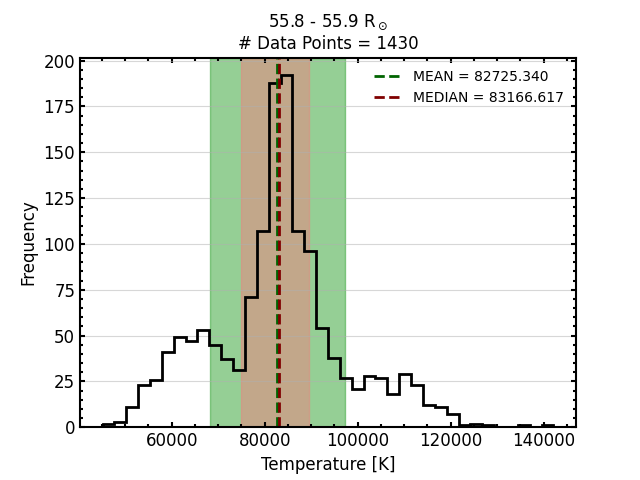 55.8 - 55.9 R⊙
# Data Points = 1430
MEAN = 82725.340
MEDIAN = 83166.617
Frequency
200
175
150
125
100
75
50
25
0
60000 80000 100000 120000 140000
Temperature [K]